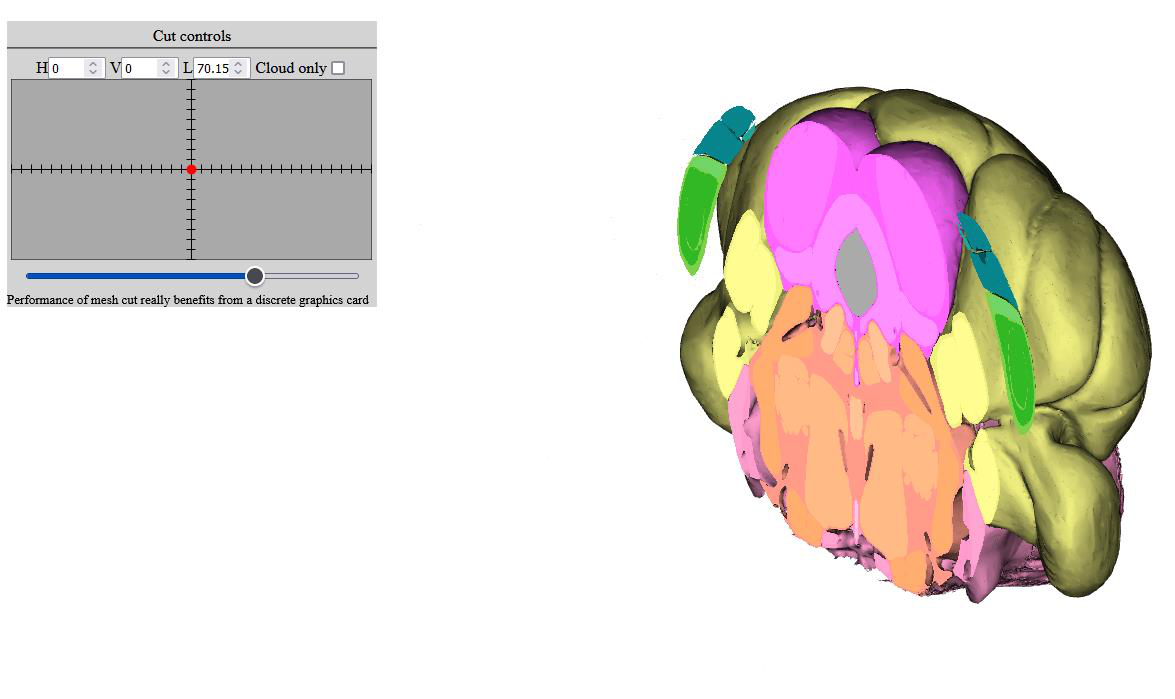 Cut controls
H 0 V 0 L 70.15 Cloud only
Performance of mesh cut really benefits from a discrete graphics card